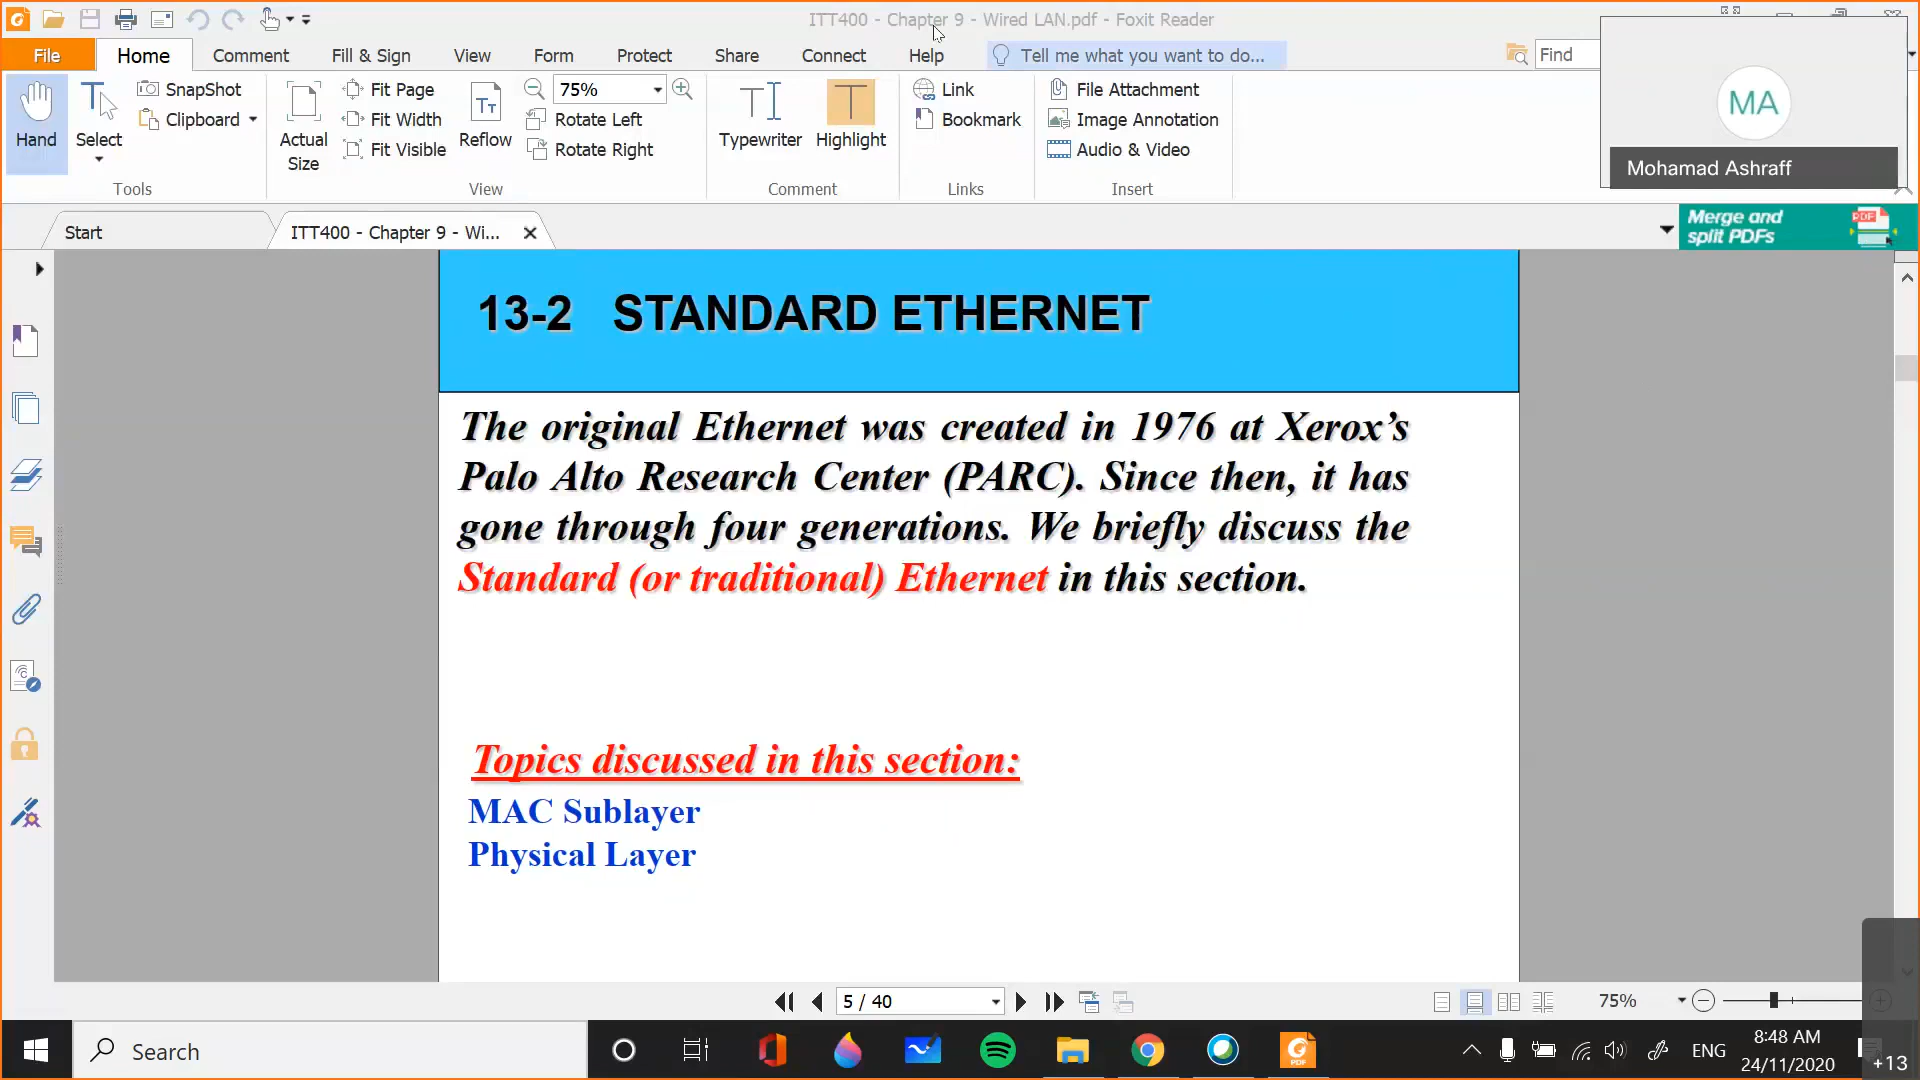 ITT400 - Chapter 9 - Wired LAN.pdf - Foxit Reader
File Home Comment Fill & Sign View Form Protect Share Connect Help Tell me what you want to do... Find
Hand
Select
SnapShot
Clipboard
Tools
Actual
Size
Fit Page
Fit Width
Fit Visible
Reflow
75%
Rotate Left
Rotate Right
View
Typewriter
Highlight
Comment
Link
Bookmark
Links
File Attachment
Image Annotation
Audio & Video
Insert
MA
Mohamad Ashraff
Start
ITT400 - Chapter 9 - Wi...
Merge and
split PDFs
PDF
13-2 STANDARD ETHERNET
The original Ethernet was created in 1976 at Xerox’s
Palo Alto Research Center (PARC). Since then, it has
gone through four generations. We briefly discuss the
Standard (or traditional) Ethernet in this section.
Topics discussed in this section:
MAC Sublayer
Physical Layer
5 / 40
75%
Search
PDF
ENG
8:48 AM
24/11/2020
+13